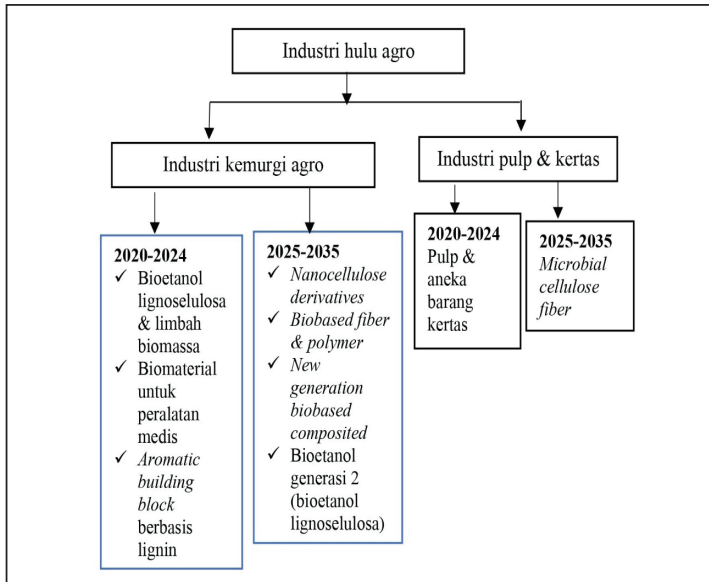 Industri hulu agro
Industri kemurgi agro
Industri pulp & kertas
2020-2024
✓ Bioetanol
lignoselulosa
& limbah
biomassa
✓ Biomaterial
untuk
peralatan
medis
✓ Aromatic
building
block
berbasis
lignin
2025-2035
✓ Nanocellulose
derivatives
✓ Biobased fiber
& polymer
✓ New
generation
biobased
composited
✓ Bioetanol
generasi 2
(bioetanol
lignoselulosa)
2020-2024
Pulp &
aneka
barang
kertas
2025-2035
Microbial
cellulose
fiber